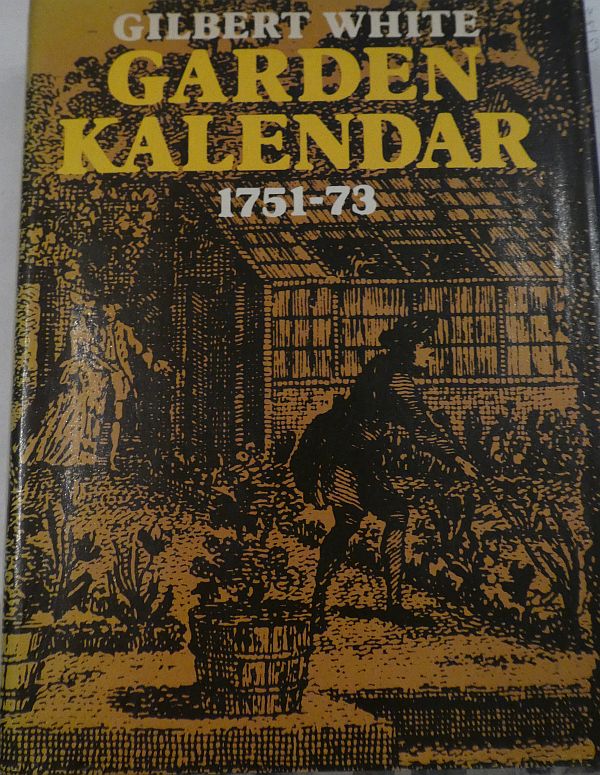 GILBERT WHITE
GARDEN
KALENDAR
1751-73